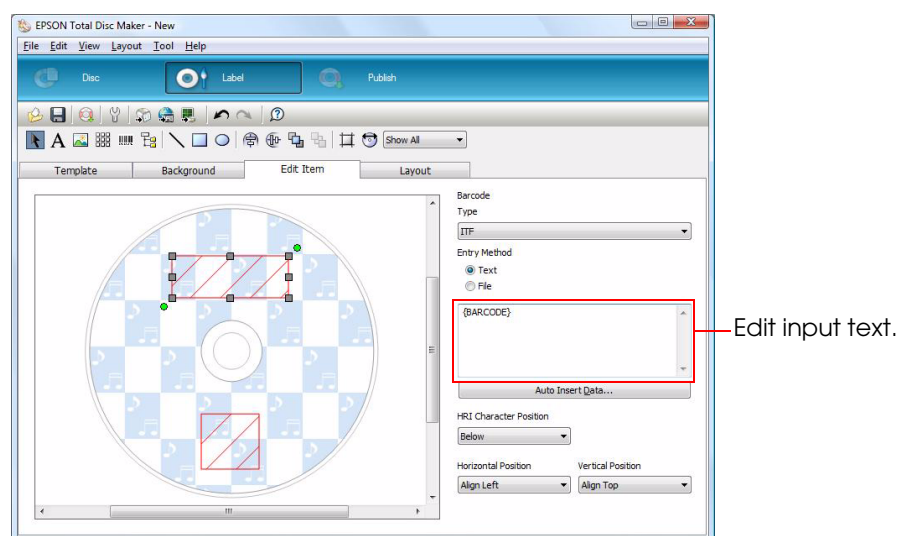 EPSON Total Disc Maker - New
File Edit View Layout Tool Help
Disc Label Publish
Show All
Template Background Edit Item Layout
Barcode
Type
ITF
Entry Method
Text
File
{BARCODE}
Edit input text.
Auto Insert Data...
HRI Character Position
Below
Horizontal Position Vertical Position
Align Left Align Top